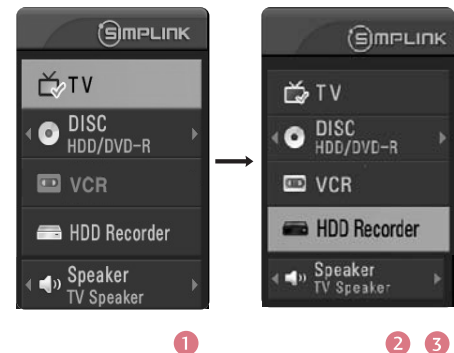 SIMPLINK
TV
DISC
HDD/DVD-R
VCR
HDD Recorder
Speaker
TV Speaker
1
SIMPLINK
TV
DISC
HDD/DVD-R
VCR
HDD Recorder
Speaker
TV Speaker
2 3